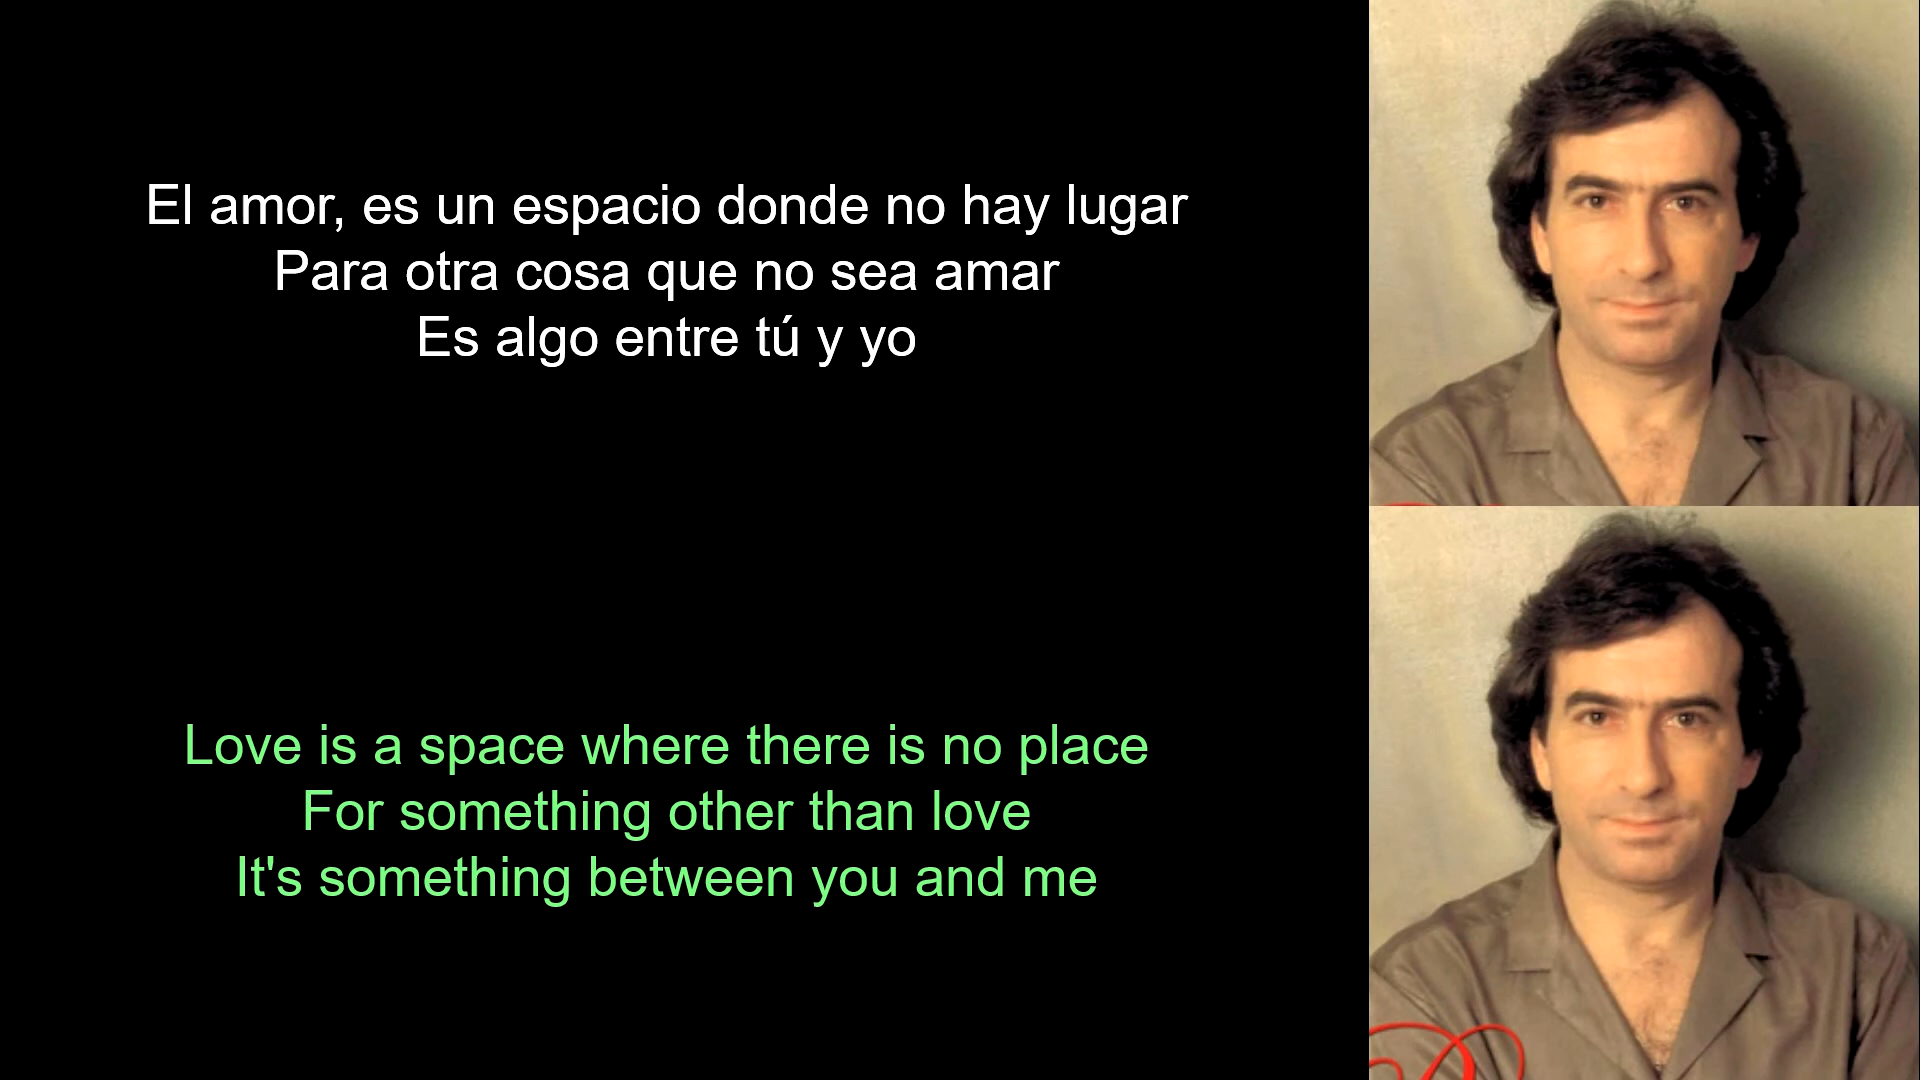 El amor, es un espacio donde no hay lugar
Para otra cosa que no sea amar
Es algo entre tú y yo
Love is a space where there is no place
For something other than love
It's something between you and me